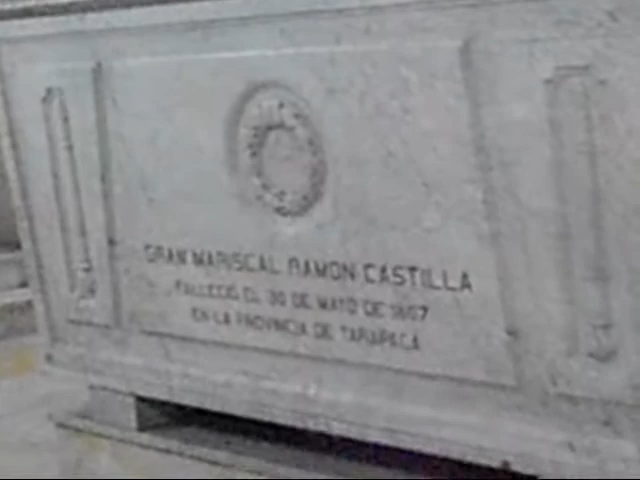 GRAN MARISCAL RAMON CASTILLA
FALLECIO EL 30 DE MAYO DE 1867
EN LA PROVINCIA DE TARAPACA